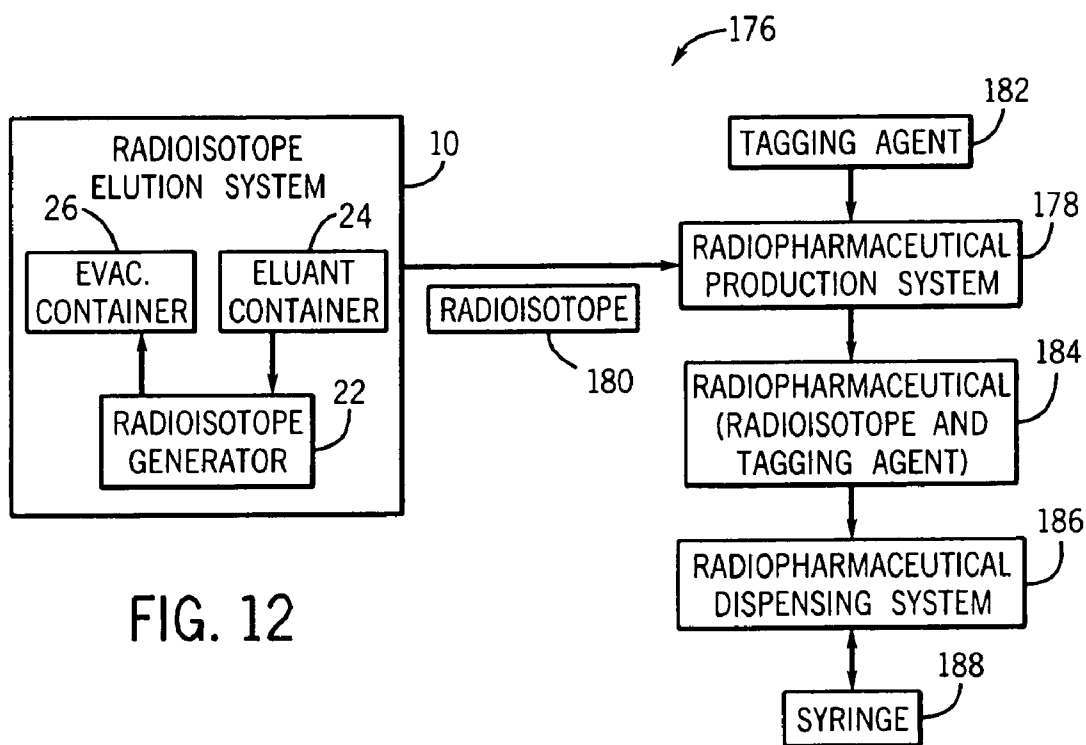 176
RADIOISOTOPE
ELUTION SYSTEM
10
26
24
EVAC.
CONTAINER
ELUANT
CONTAINER
RADIOISOTOPE
GENERATOR
22
RADIOISOTOPE
180
182
TAGGING AGENT
RADIOPHARMACEUTICAL
PRODUCTION SYSTEM
178
RADIOPHARMACEUTICAL
(RADIOISOTOPE AND
TAGGING AGENT)
184
RADIOPHARMACEUTICAL
DISPENSING SYSTEM
186
SYRINGE
188
FIG. 12